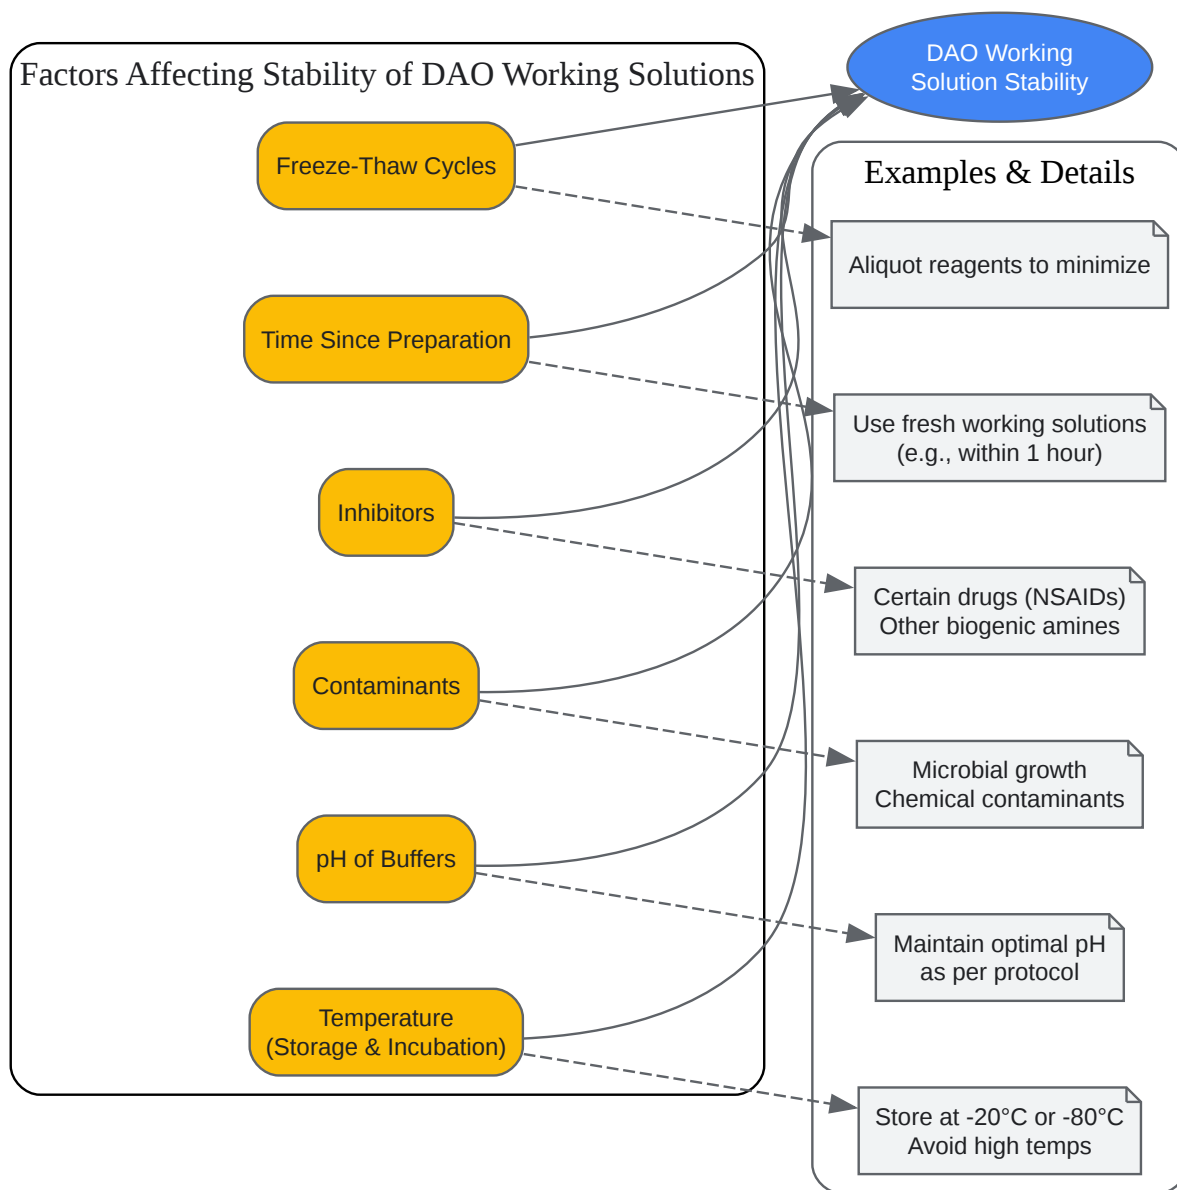 Factors Affecting Stability of DAO Working Solutions
DAO Working
Solution Stability
Examples & Details
Freeze-Thaw Cycles
Aliquot reagents to minimize
Time Since Preparation
Use fresh working solutions
(e.g., within 1 hour)
Inhibitors
Certain drugs (NSAIDs)
Other biogenic amines
Contaminants
Microbial growth
Chemical contaminants
pH of Buffers
Maintain optimal pH
as per protocol
Temperature
(Storage & Incubation)
Store at -20°C or -80°C
Avoid high temps